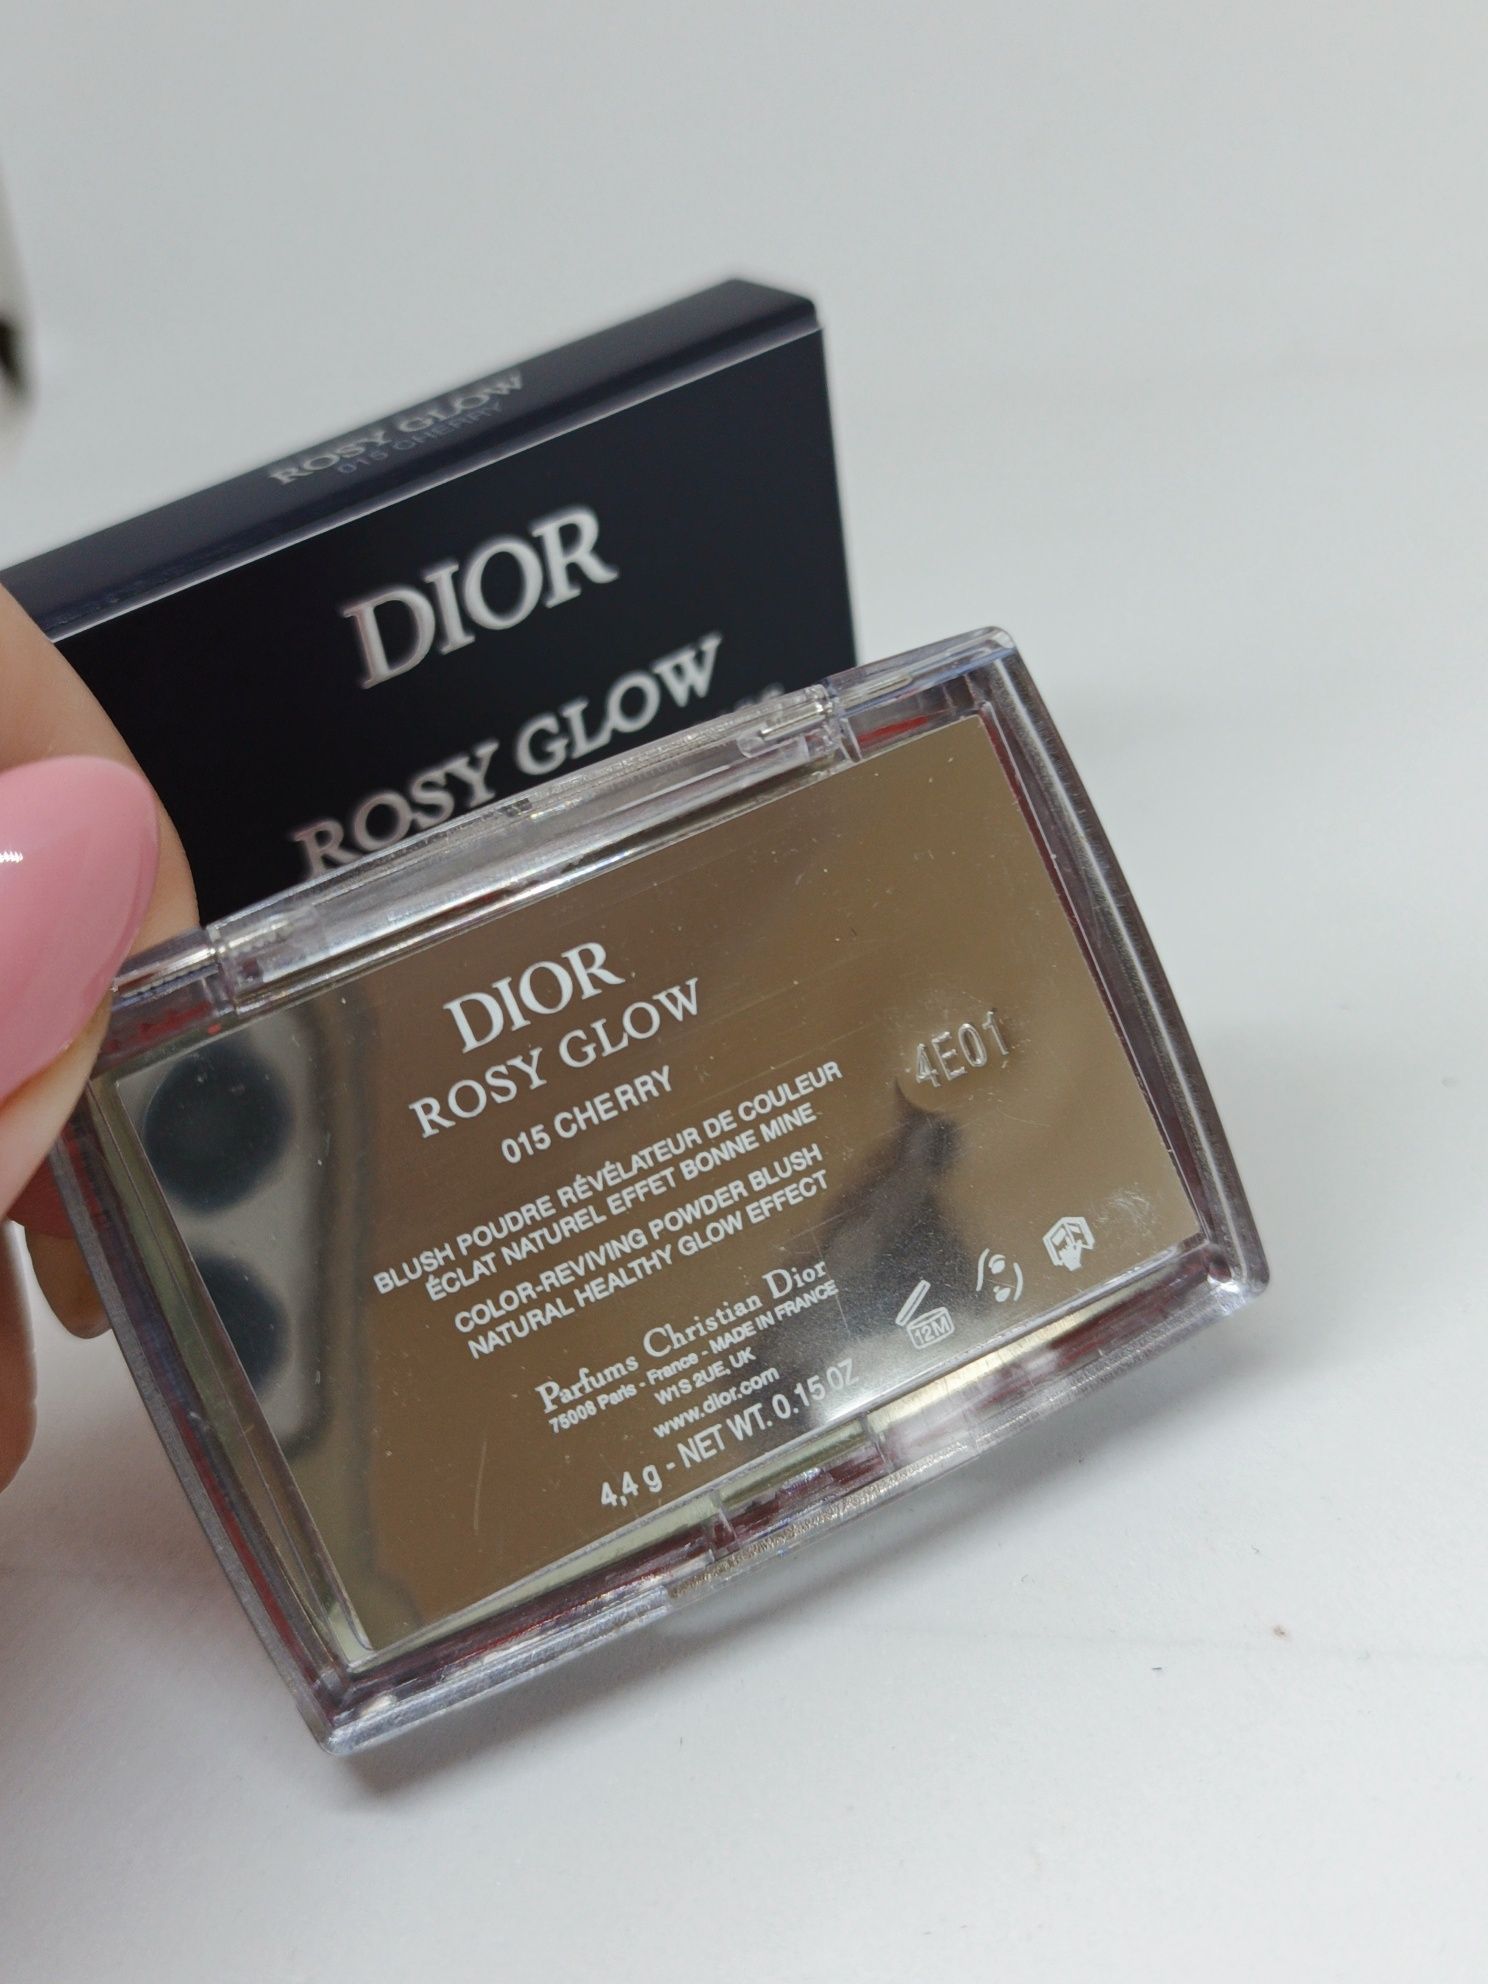 ROSY GLOW
015 CHERRY
DIOR
ROSY GLOW
DIOR
ROSY GLOW
015 CHERRY
4E01
BLUSH POUDRE RÉVÉLATEUR DE COULEUR
ÉCLAT NATUREL EFFET BONNE MINE
COLOR-REVIVING POWDER BLUSH
NATURAL HEALTHY GLOW EFFECT
Parfums Christian Dior
75008 Paris - France - MADE IN FRANCE
W1S 2UE, UK
www.dior.com
4,4 g - NET WT. 0.15 OZ
12M